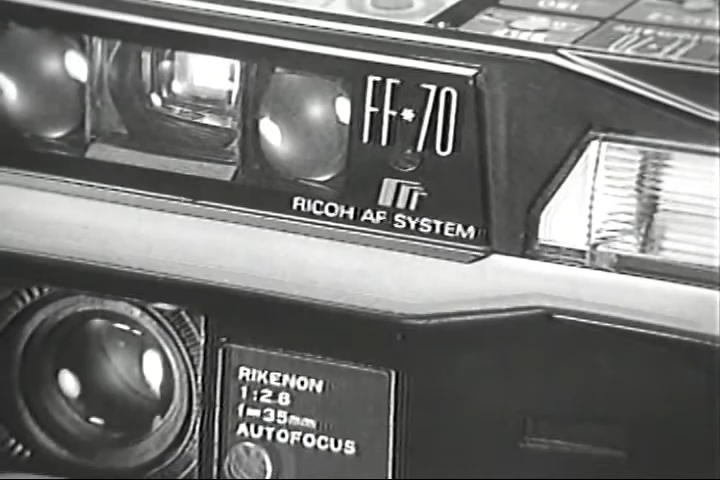 FF*70
RICOH AF SYSTEM
RIKENON
1:2.8
f=35mm
AUTOFOCUS